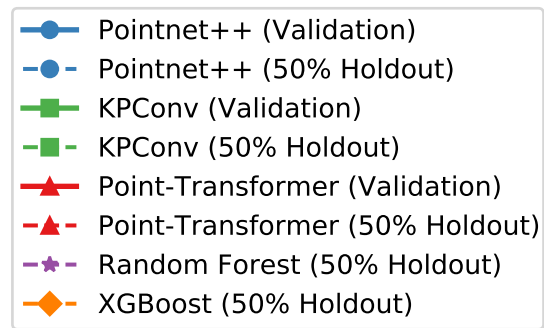 Pointnet++ (Validation)
Pointnet++ (50% Holdout)
KPConv (Validation)
KPConv (50% Holdout)
Point-Transformer (Validation)
Point-Transformer (50% Holdout)
Random Forest (50% Holdout)
XGBoost (50% Holdout)